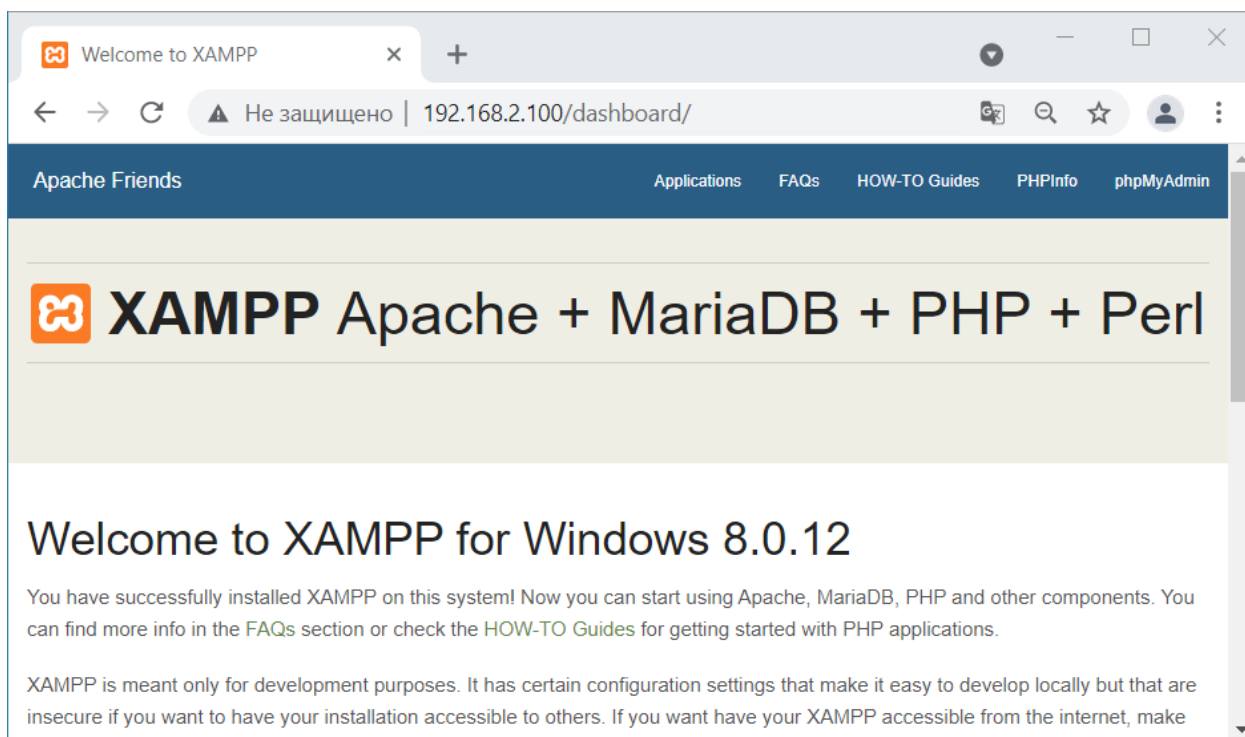 Welcome to XAMPP
Не защищено | 192.168.2.100/dashboard/
Apache Friends Applications FAQs HOW-TO Guides PHPInfo phpMyAdmin
XAMPP Apache + MariaDB + PHP + Perl
Welcome to XAMPP for Windows 8.0.12
You have successfully installed XAMPP on this system! Now you can start using Apache, MariaDB, PHP and other components. You
can find more info in the FAQs section or check the HOW-TO Guides for getting started with PHP applications.
XAMPP is meant only for development purposes. It has certain configuration settings that make it easy to develop locally but that are
insecure if you want to have your installation accessible to others. If you want have your XAMPP accessible from the internet, make